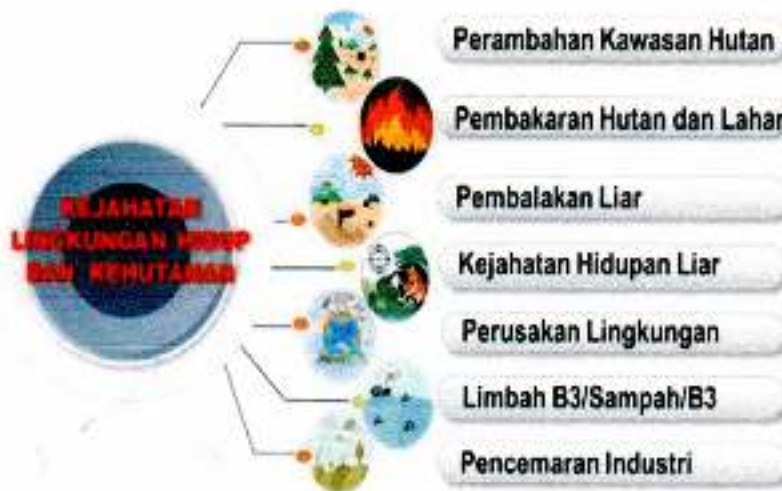 KEJAHATAN
LINGKUNGAN HIDUP
DAN KEHUTANAN
Perambahan Kawasan Hutan
Pembakaran Hutan dan Lahan
Pembalakan Liar
Kejahatan Hidupan Liar
Perusakan Lingkungan
Limbah B3/Sampah/B3
Pencemaran Industri